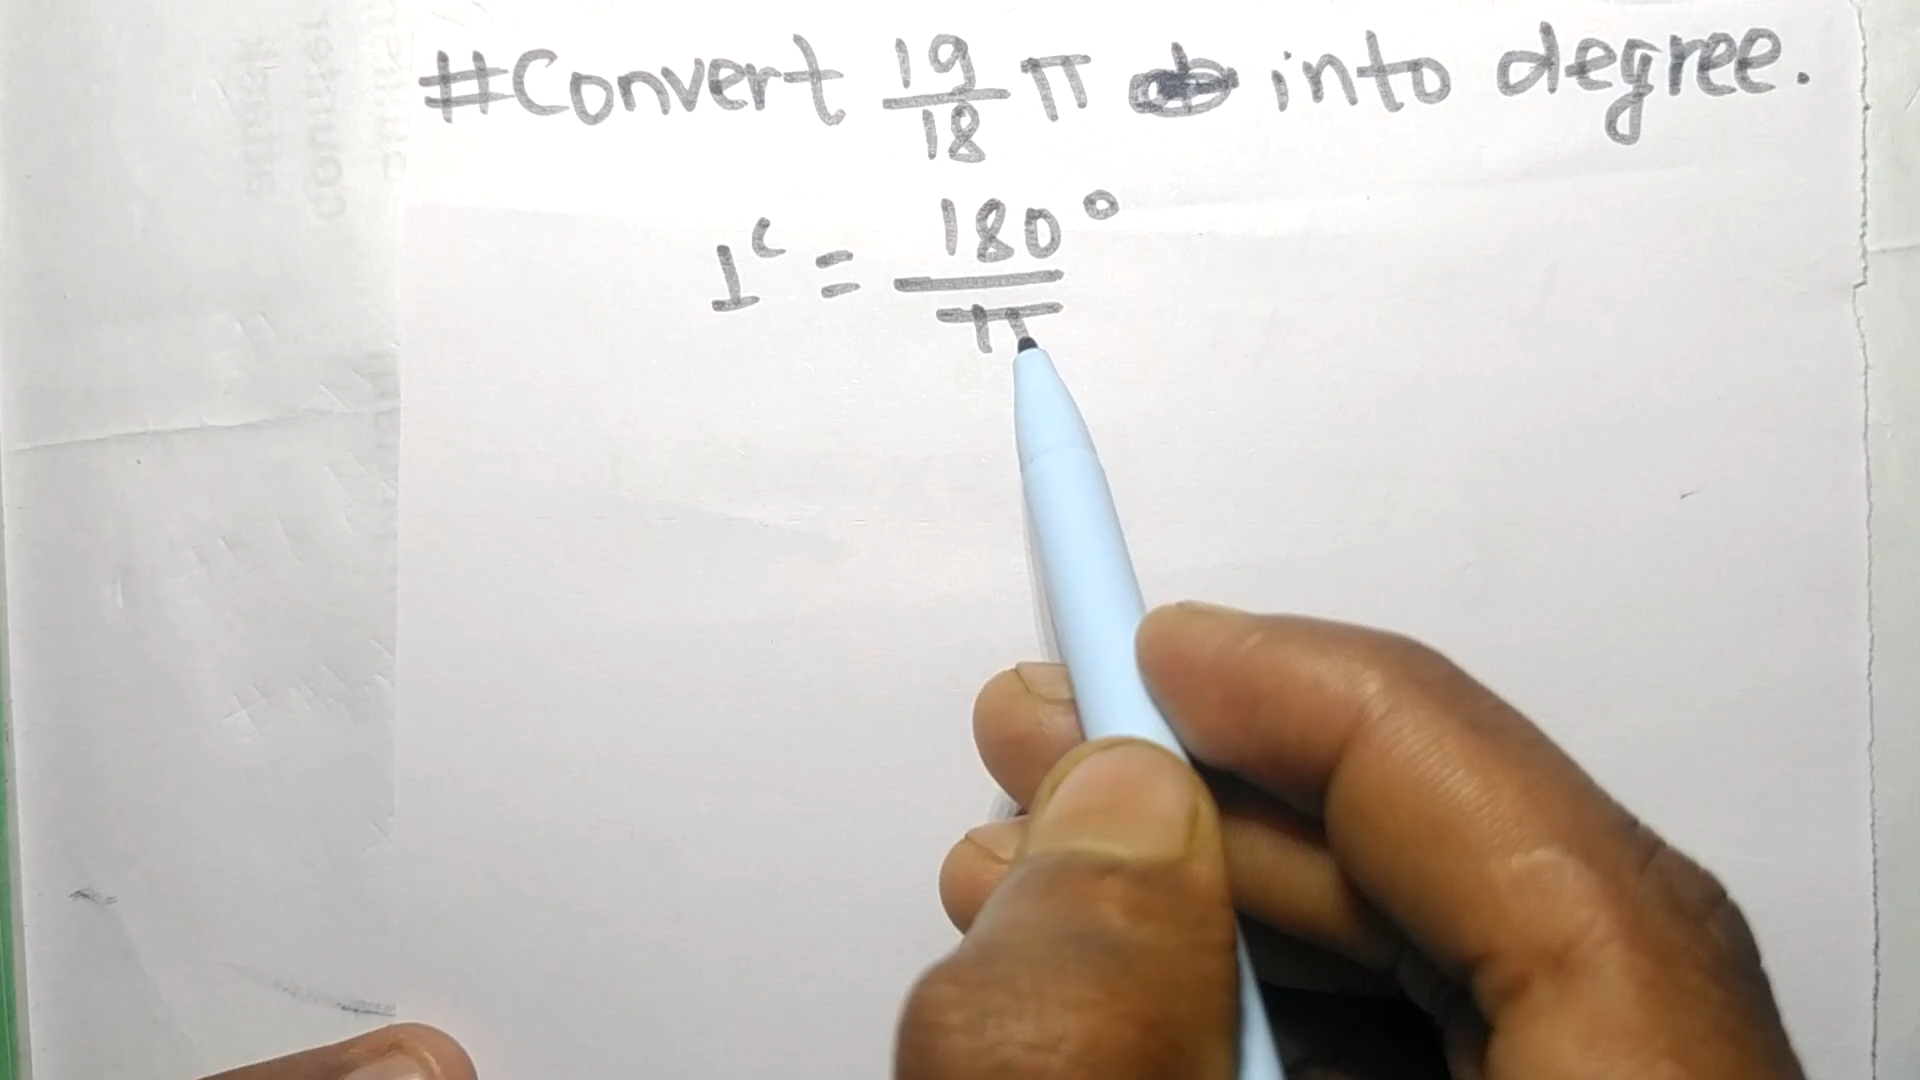 #Convert 19/18 π into degree.
1ᶜ = 180°/π